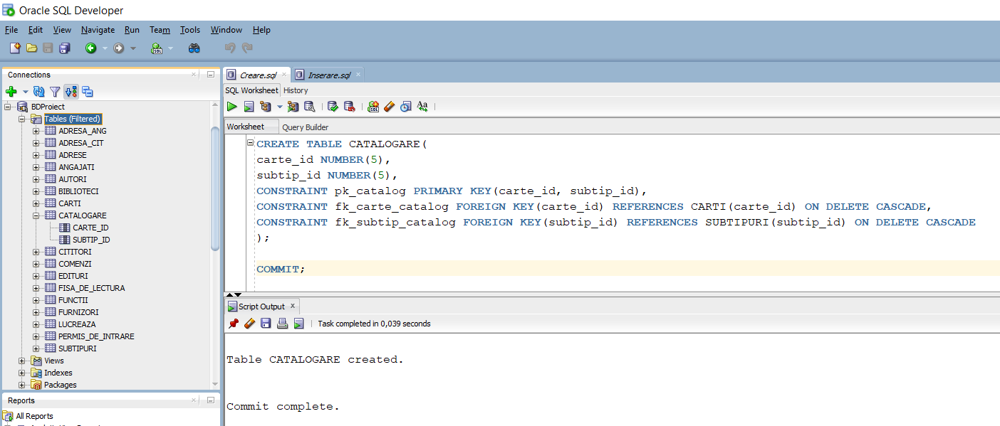 Oracle SQL Developer
File Edit View Navigate Run Team Tools Window Help
Connections
BDProject
Tables (Filtered)
ADRESA_ANG
ADRESA_CIT
ADRESE
ANGAJATI
AUTORI
BIBLIOTECI
CARTI
CATALOGARE
CARTE_ID
SUBTIP_ID
CITITORI
COMENZI
EDITURI
FISA_DE_LECTURA
FUNCTII
FURNIZORI
LUCREAZA
PERMIS_DE_INTRARE
SUBTIPURI
Views
Indexes
Packages
Reports
All Reports
Creare.sql Inserare.sql
SQL Worksheet History
Worksheet Query Builder
CREATE TABLE CATALOGARE(
carte_id NUMBER(5),
subtip_id NUMBER(5),
CONSTRAINT pk_catalog PRIMARY KEY(carte_id, subtip_id),
CONSTRAINT fk_carte_catalog FOREIGN KEY(carte_id) REFERENCES CARTI(carte_id) ON DELETE CASCADE,
CONSTRAINT fk_subtip_catalog FOREIGN KEY(subtip_id) REFERENCES SUBTIPURI(subtip_id) ON DELETE CASCADE
);
COMMIT;
Script Output x
Task completed in 0,039 seconds
Table CATALOGARE created.
Commit complete.